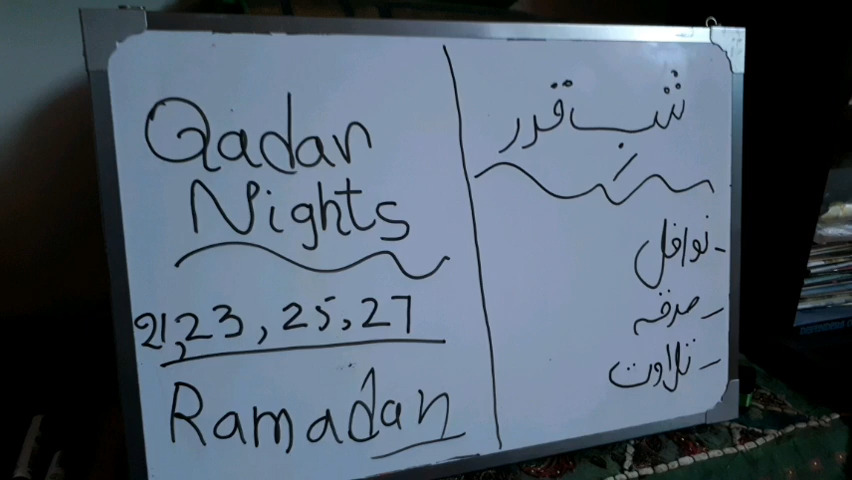 Qadar
Nights
21,23,25,27
Ramadan
شبِ قدر
- نوافل
- صدقہ
- تلاوت